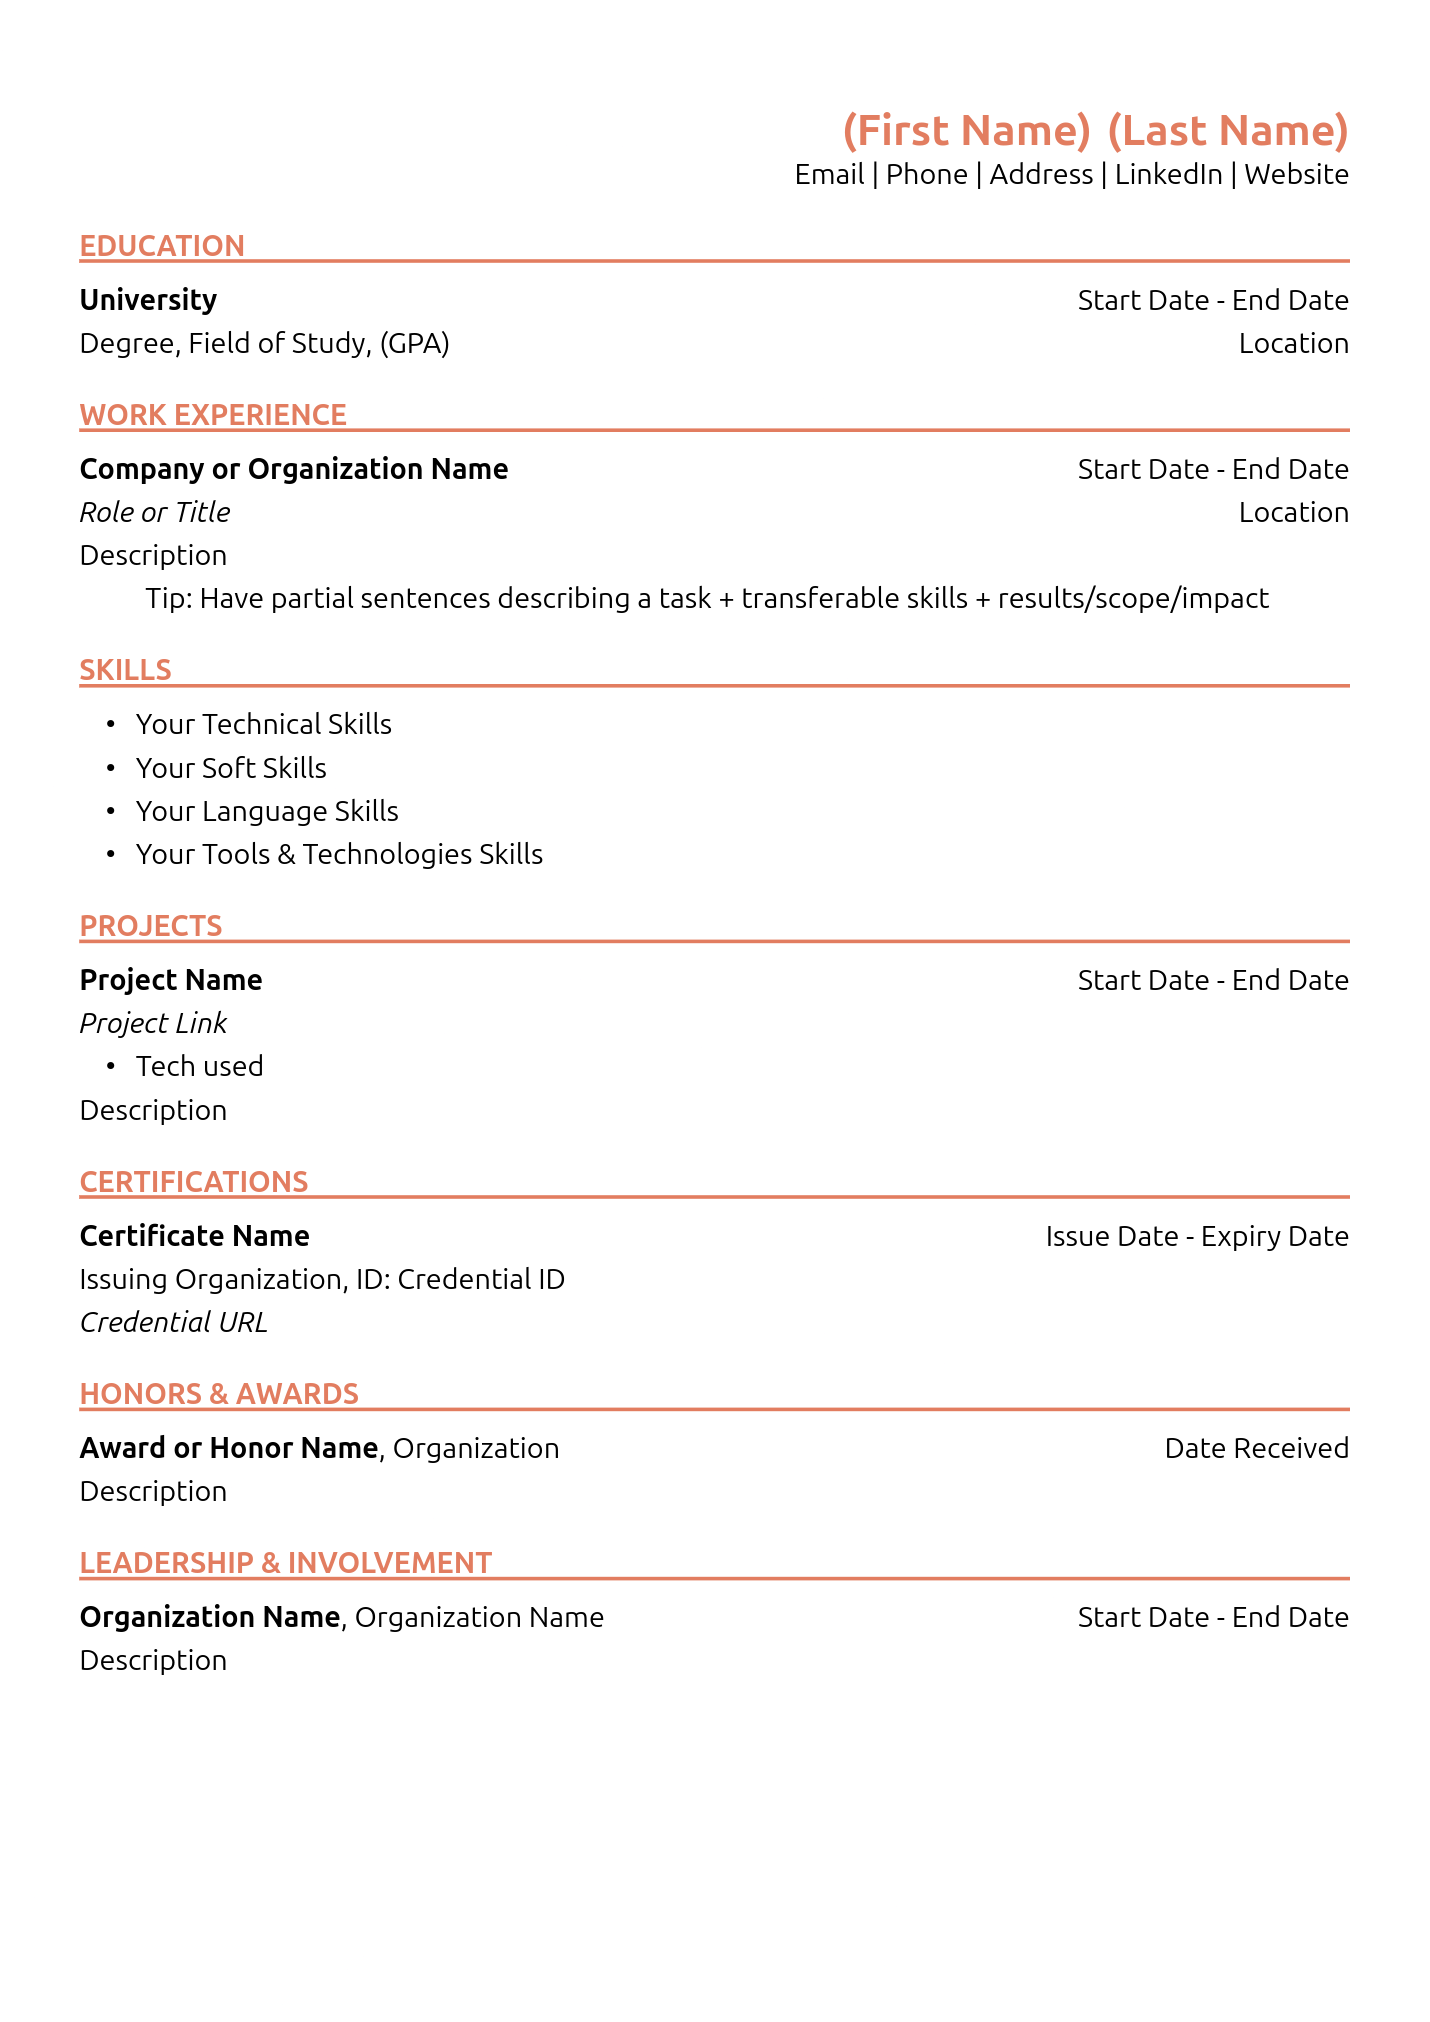 (First Name) (Last Name)
Email | Phone | Address | LinkedIn | Website
EDUCATION
University Start Date - End Date
Degree, Field of Study, (GPA) Location
WORK EXPERIENCE
Company or Organization Name Start Date - End Date
Role or Title Location
Description
Tip: Have partial sentences describing a task + transferable skills + results/scope/impact
SKILLS
• Your Technical Skills
• Your Soft Skills
• Your Language Skills
• Your Tools & Technologies Skills
PROJECTS
Project Name Start Date - End Date
Project Link
• Tech used
Description
CERTIFICATIONS
Certificate Name Issue Date - Expiry Date
Issuing Organization, ID: Credential ID
Credential URL
HONORS & AWARDS
Award or Honor Name, Organization Date Received
Description
LEADERSHIP & INVOLVEMENT
Organization Name, Organization Name Start Date - End Date
Description